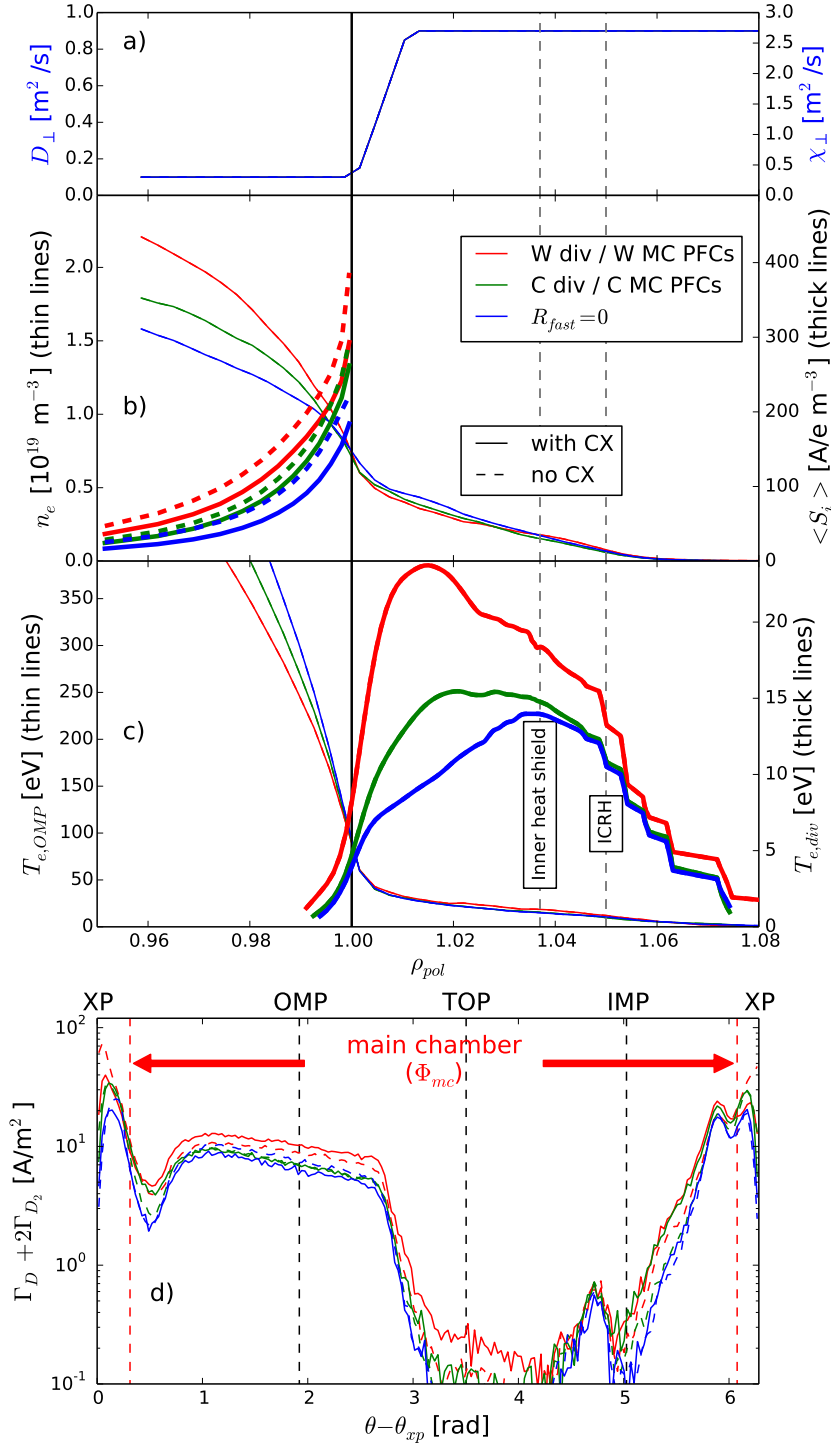 a)
D⊥ [m² /s]
1.0
0.8
0.6
0.4
0.2
0.0
3.0
2.5
2.0
1.5
1.0
0.5
0.0
χ⊥ [m² /s]
b)
n_e [10¹⁹ m⁻³] (thin lines)
2.0
1.5
1.0
0.5
0.0
W div / W MC PFCs
C div / C MC PFCs
R_fast=0
with CX
no CX
400
300
200
100
0
<S_i> [A/e m⁻³] (thick lines)
c)
T_e,OMP [eV] (thin lines)
350
300
250
200
150
100
50
0
Inner heat shield
ICRH
20
15
10
5
0
T_e,div [eV] (thick lines)
0.96 0.98 1.00 1.02 1.04 1.06 1.08
ρ_pol
XP OMP TOP IMP XP
main chamber
(Φ_mc)
Γ_D + 2Γ_D₂ [A/m² ]
10²
10¹
10⁰
10⁻¹
d)
0 1 2 3 4 5 6
θ−θ_xp [rad]